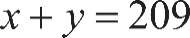 x + y = 209